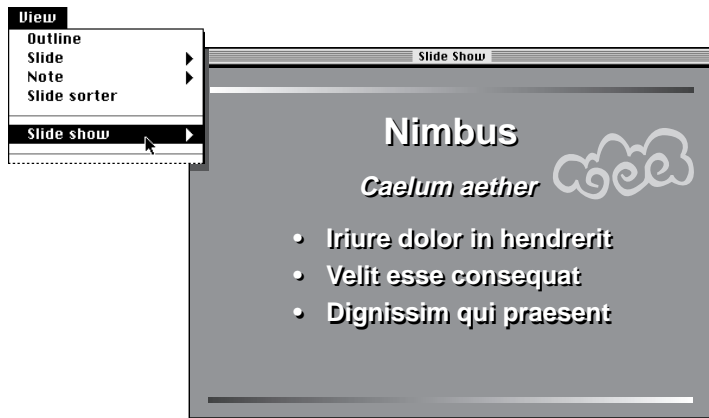 View
Outline
Slide
Note
Slide sorter
Slide show
Slide Show
Nimbus
Caelum aether
• Iriure dolor in hendrerit
• Velit esse consequat
• Dignissim qui praesent